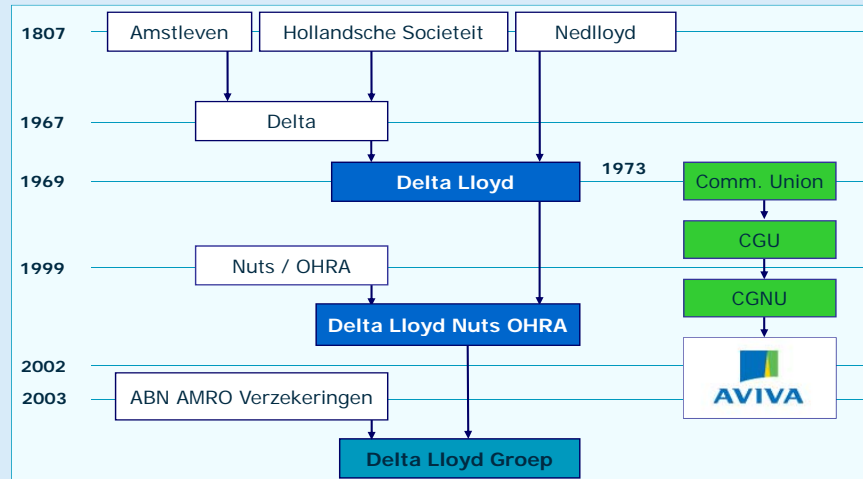 1807
Amstleven
Hollandsche Societeit
Nedlloyd
1967
Delta
1969
Delta Lloyd
1973
Comm. Union
CGU
1999
Nuts / OHRA
CGNU
Delta Lloyd Nuts OHRA
2002
AVIVA
2003
ABN AMRO Verzekeringen
Delta Lloyd Groep